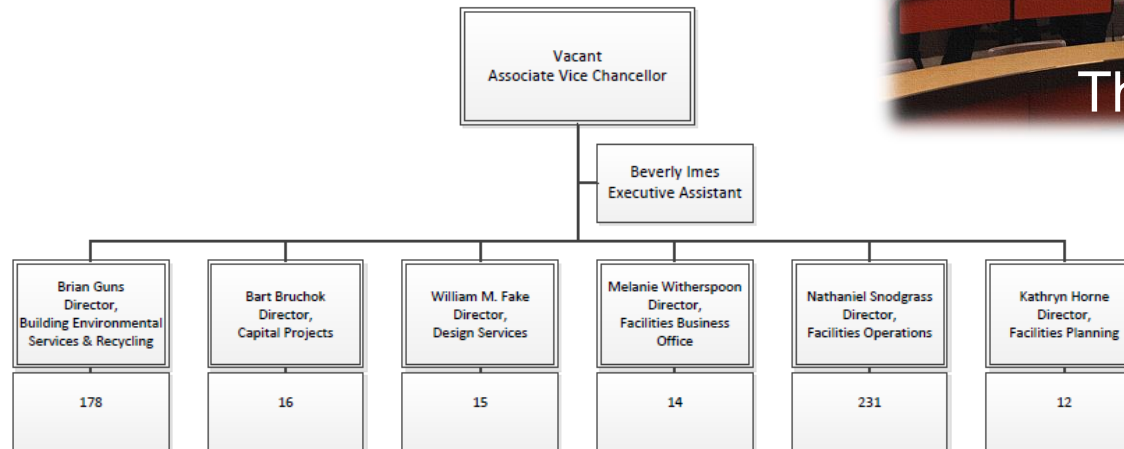 Vacant
Associate Vice Chancellor
Th
Beverly Imes
Executive Assistant
Brian Guns
Director,
Building Environmental
Services & Recycling
Bart Bruchok
Director,
Capital Projects
William M. Fake
Director,
Design Services
Melanie Witherspoon
Director,
Facilities Business
Office
Nathaniel Snodgrass
Director,
Facilities Operations
Kathryn Horne
Director,
Facilities Planning
178
16
15
14
231
12